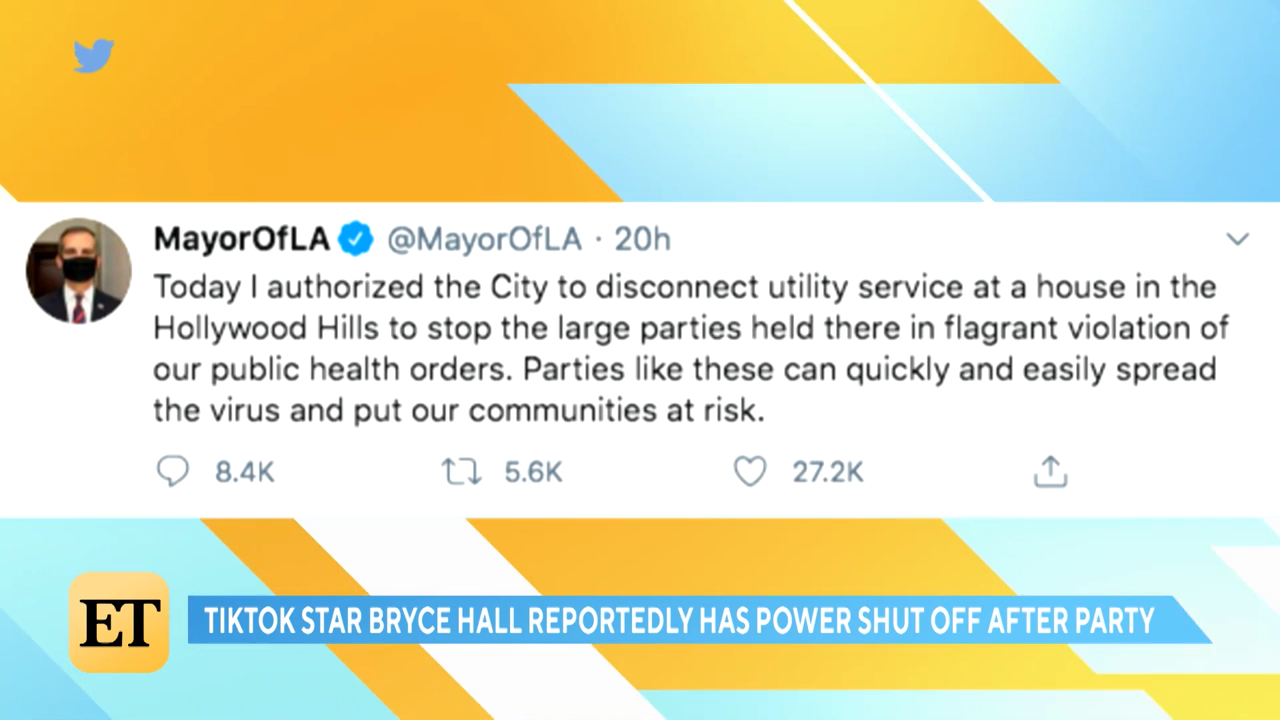 MayorOfLA @MayorOfLA · 20h
Today I authorized the City to disconnect utility service at a house in the
Hollywood Hills to stop the large parties held there in flagrant violation of
our public health orders. Parties like these can quickly and easily spread
the virus and put our communities at risk.
8.4K 5.6K 27.2K
ET TIKTOK STAR BRYCE HALL REPORTEDLY HAS POWER SHUT OFF AFTER PARTY